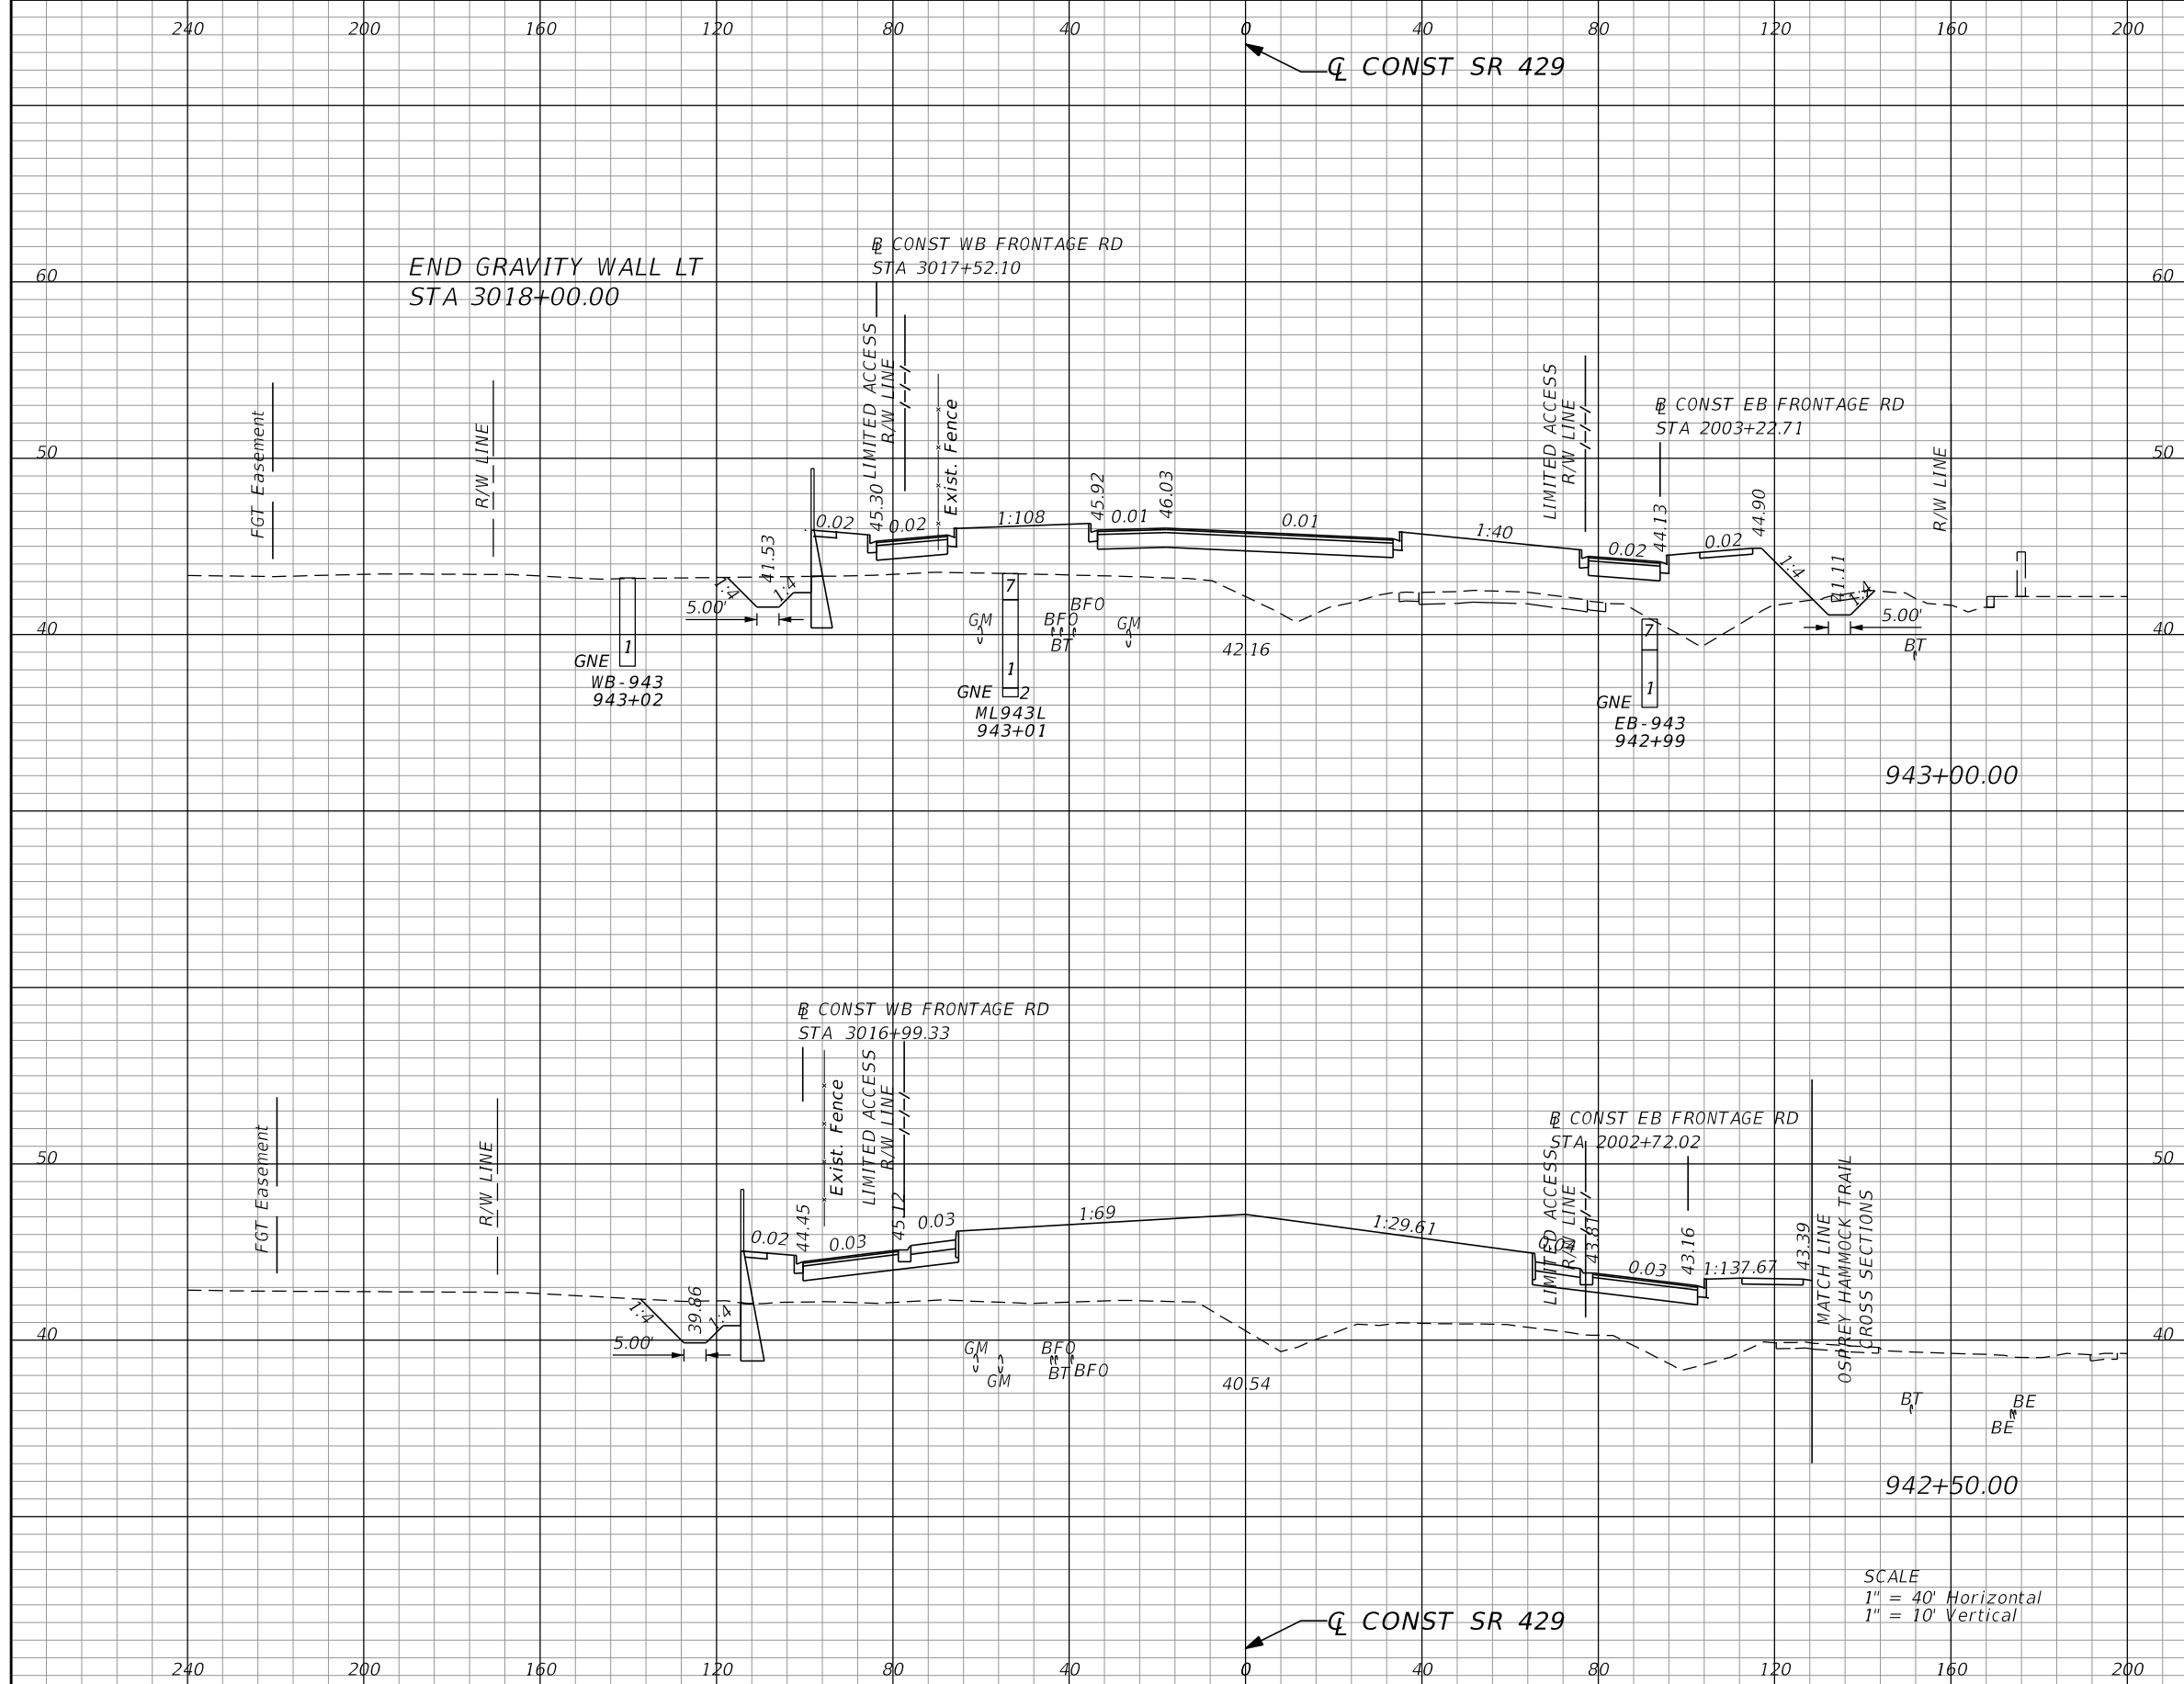 240 200 160 120 80 40 0 40 80 120 160 200
℄ CONST SR 429
END GRAVITY WALL LT
STA 3018+00.00
℄ CONST WB FRONTAGE RD
STA 3017+52.10
60 60
FGT Easement
R/W LINE
LIMITED ACCESS
R/W LINE
Exist. Fence
LIMITED ACCESS
R/W LINE
℄ CONST EB FRONTAGE RD
STA 2003+22.71
R/W LINE
50 50
0.02
45.30
0.02
1:108
45.92
0.01
46.03
0.01
1:40
0.02
44.13
0.02
44.90
1:4
41.53
1:4
1:4
41.11
1:4
5.00'
5.00'
40 40
GM
BFO
BFO
BT
GM
42.16
BT
1
GNE
WB-943
943+02
7
1
GNE
2
ML943L
943+01
7
1
GNE
EB-943
942+99
943+00.00
℄ CONST WB FRONTAGE RD
STA 3016+99.33
FGT Easement
R/W LINE
Exist. Fence
LIMITED ACCESS
R/W LINE
℄ CONST EB FRONTAGE RD
STA 2002+72.02
LIMITED ACCESS
R/W LINE
50 50
0.02
44.45
0.03
45.12
0.03
1:69
1:29.61
0.04
43.81
0.03
43.16
1:137.67
43.39
MATCH LINE
OSPREY HAMMOCK TRAIL
CROSS SECTIONS
1:4
39.86
1:4
5.00'
40 40
GM
GM
BFO
BT
BFO
40.54
BT
BE
BE
942+50.00
SCALE
1" = 40' Horizontal
1" = 10' Vertical
℄ CONST SR 429
240 200 160 120 80 40 0 40 80 120 160 200